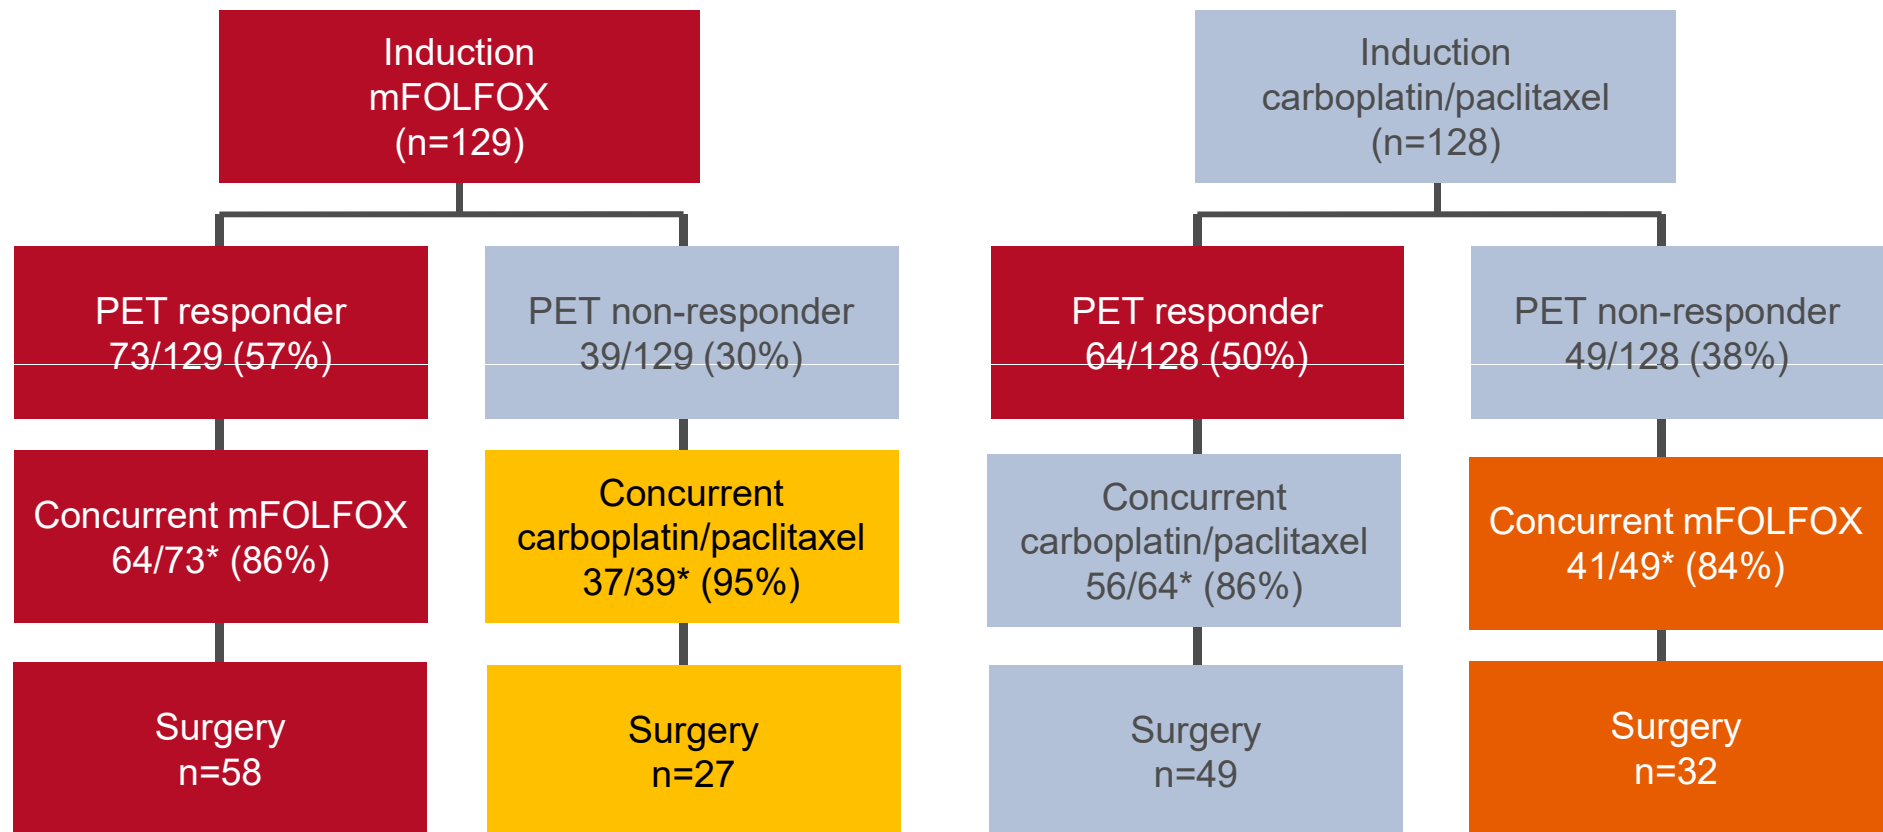 Induction
mFOLFOX
(n=129)
Induction
carboplatin/paclitaxel
(n=128)
PET responder
73/129 (57%)
PET non-responder
39/129 (30%)
PET responder
64/128 (50%)
PET non-responder
49/128 (38%)
Concurrent mFOLFOX
64/73* (86%)
Concurrent
carboplatin/paclitaxel
37/39* (95%)
Concurrent
carboplatin/paclitaxel
56/64* (86%)
Concurrent mFOLFOX
41/49* (84%)
Surgery
n=58
Surgery
n=27
Surgery
n=49
Surgery
n=32